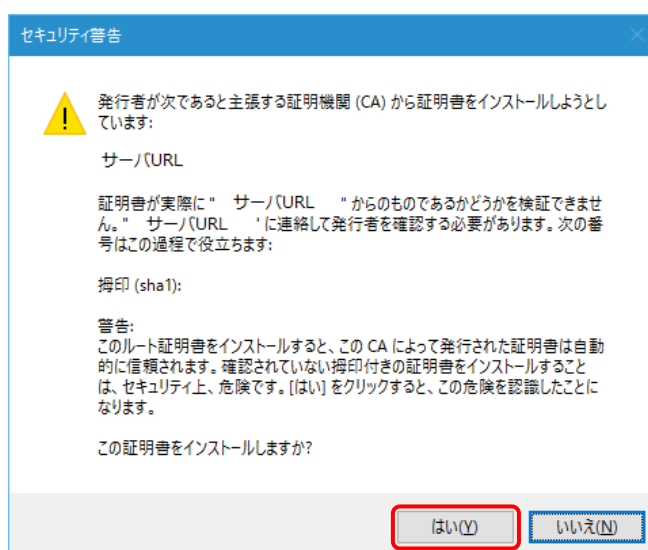 セキュリティ警告
発行者が次であると主張する証明機関 (CA) から証明書をインストールしようとし
ています:
サーバURL
証明書が実際に " サーバURL " からのものであるかどうかを検証できませ
ん。" サーバURL ' に連絡して発行者を確認する必要があります。次の番
号はこの過程で役立ちます:
拇印 (sha1):
警告:
このルート証明書をインストールすると、この CA によって発行された証明書は自動
的に信頼されます。確認されていない拇印付きの証明書をインストールすること
は、セキュリティ上、危険です。[はい] をクリックすると、この危険を認識したことに
なります。
この証明書をインストールしますか?
はい(Y) いいえ(N)